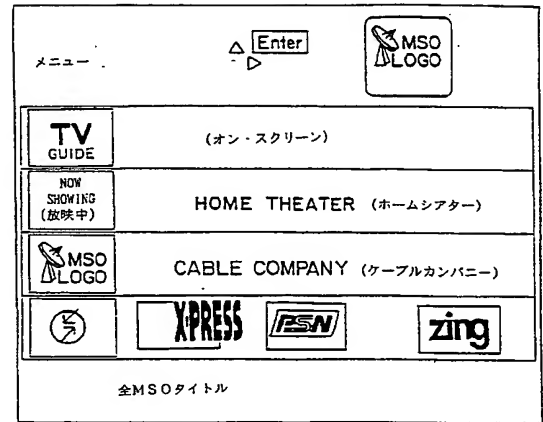 メニュー
Enter
MSO
LOGO
TV
GUIDE
(オン・スクリーン)
NOW
SHOWING
(放映中)
HOME THEATER (ホームシアター)
MSO
LOGO
CABLE COMPANY (ケーブルカンパニー)
X·PRESS
PSN
zing
全MSOタイトル